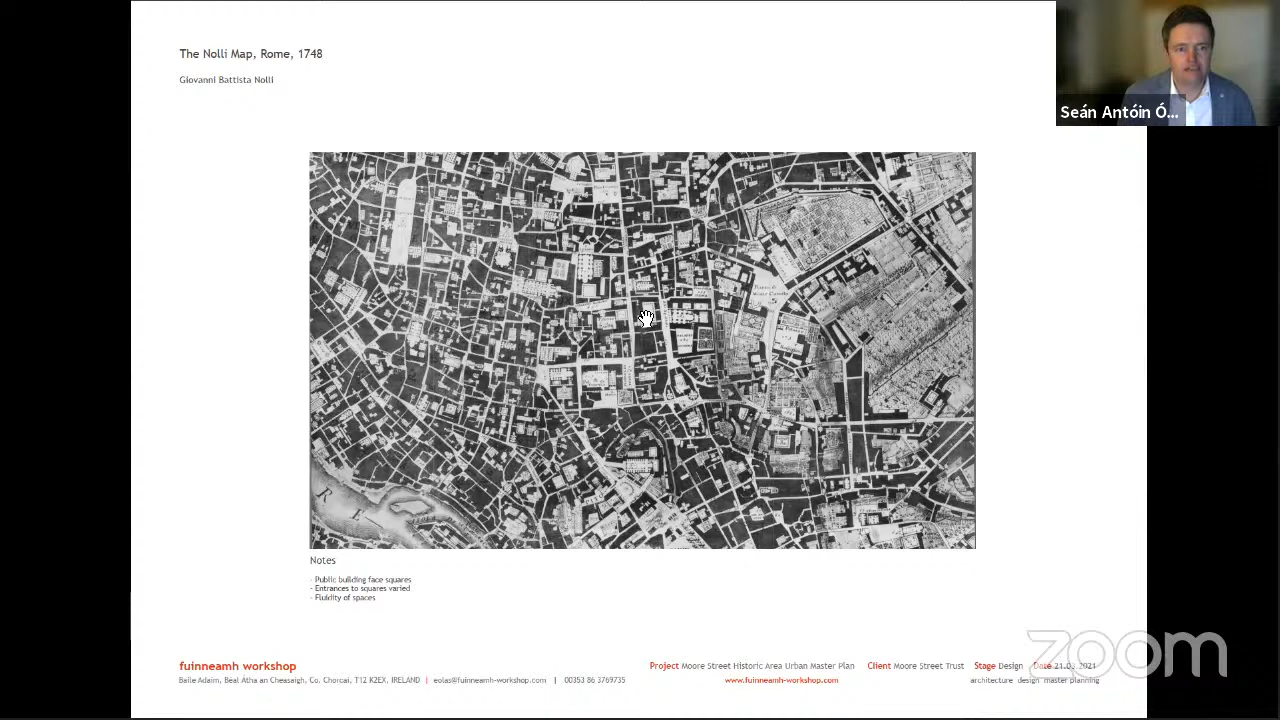 The Nolli Map, Rome, 1748
Giovanni Battista Nolli
Seán Antóin Ó...
R E
Notes
- Public building face squares
- Entrances to squares varied
- Fluidity of spaces
zoom
fuinneamh workshop
Project Moore Street Historic Area Urban Master Plan Client Moore Street Trust Stage Design Date 21.03.2021
Baile Adaim, Béal Átha an Cheasaigh, Co. Chorcaí, T12 K2EX, IRELAND | eolas@fuinneamh-workshop.com | 00353 86 3769735 www.fuinneamh-workshop.com architecture design master planning